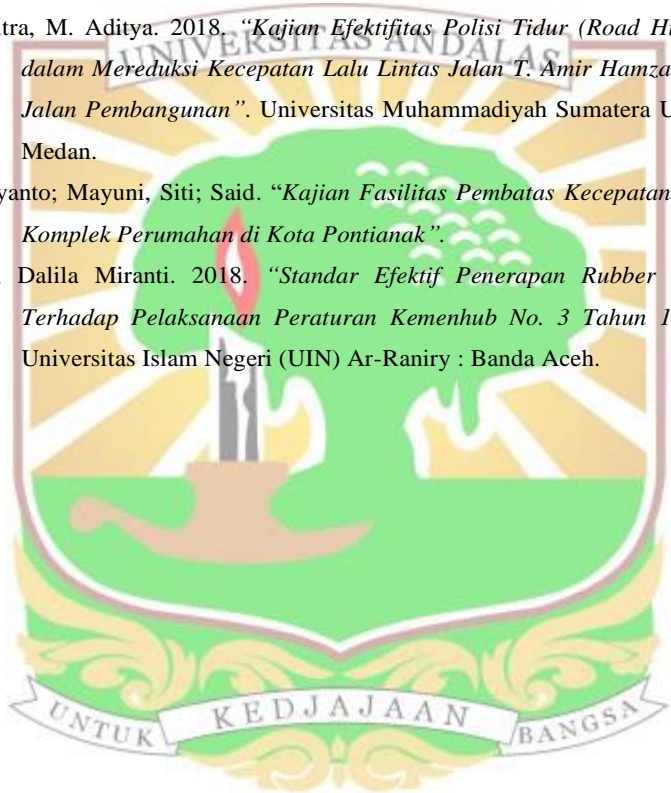 tra, M. Aditya. 2018. “Kajian Efektifitas Polisi Tidur (Road
UNIVERSITAS ANDALAS
dalam Mereduksi Kecepatan Lalu Lintas Jalan T. Amir
Jalan Pembangunan”. Universitas Muhammadiyah Sumatera
Medan.
yanto; Mayuni, Siti; Said. “Kajian Fasilitas Pembatas Kecepatan
Komplek Perumahan di Kota Pontianak”.
Dalila Miranti. 2018. “Standar Efektif Penerapan Rubber
Terhadap Pelaksanaan Peraturan Kemenhub No. 3 Tahun
Universitas Islam Negeri (UIN) Ar-Raniry : Banda Aceh.
UNTUK KEDJAJAAN BANGSA